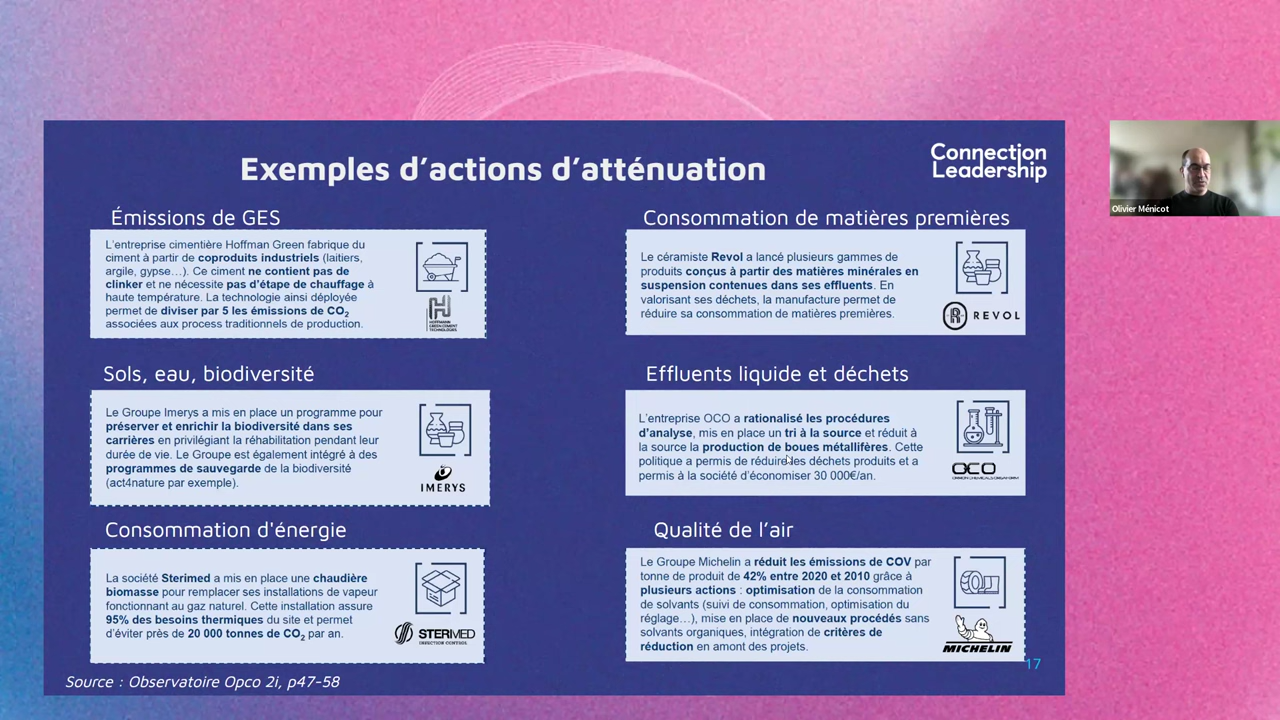 Exemples d’actions d’atténuation
Connection
Leadership
Émissions de GES
L’entreprise cimentière Hoffman Green fabrique du
ciment à partir de coproduits industriels (laitiers,
argile, gypse…). Ce ciment ne contient pas de
clinker et ne nécessite pas d’étape de chauffage à
haute température. La technologie ainsi déployée
permet de diviser par 5 les émissions de CO2
associées aux process traditionnels de production.
HOFFMANN
GREEN CEMENT
TECHNOLOGIES
Consommation de matières premières
Le céramiste Revol a lancé plusieurs gammes de
produits conçus à partir des matières minérales en
suspension contenues dans ses effluents. En
valorisant ses déchets, la manufacture permet de
réduire sa consommation de matières premières.
REVOL
Sols, eau, biodiversité
Le Groupe Imerys a mis en place un programme pour
préserver et enrichir la biodiversité dans ses
carrières en privilégiant la réhabilitation pendant leur
durée de vie. Le Groupe est également intégré à des
programmes de sauvegarde de la biodiversité
(act4nature par exemple).
IMERYS
Effluents liquide et déchets
L’entreprise OCO a rationalisé les procédures
d’analyse, mis en place un tri à la source et réduit à
la source la production de boues métallifères. Cette
politique a permis de réduire les déchets produits et a
permis à la société d’économiser 30 000€/an.
OCO
Consommation d'énergie
La société Sterimed a mis en place une chaudière
biomasse pour remplacer ses installations de vapeur
fonctionnant au gaz naturel. Cette installation assure
95% des besoins thermiques du site et permet
d’éviter près de 20 000 tonnes de CO2 par an.
STERIMED
INFECTION CONTROL
Qualité de l’air
Le Groupe Michelin a réduit les émissions de COV par
tonne de produit de 42% entre 2020 et 2010 grâce à
plusieurs actions : optimisation de la consommation
de solvants (suivi de consommation, optimisation du
réglage…), mise en place de nouveaux procédés sans
solvants organiques, intégration de critères de
réduction en amont des projets.
MICHELIN
17
Source : Observatoire Opco 2i, p47-58
Olivier Ménicot